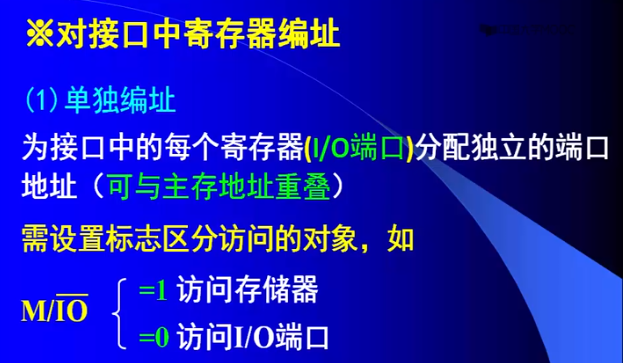 ※对接口中寄存器编址
(1)单独编址
为接口中的每个寄存器(I/O端口)分配独立的端口
地址（可与主存地址重叠）
需设置标志区分访问的对象，如
M/I̅O̅ { =1 访问存储器
=0 访问I/O端口